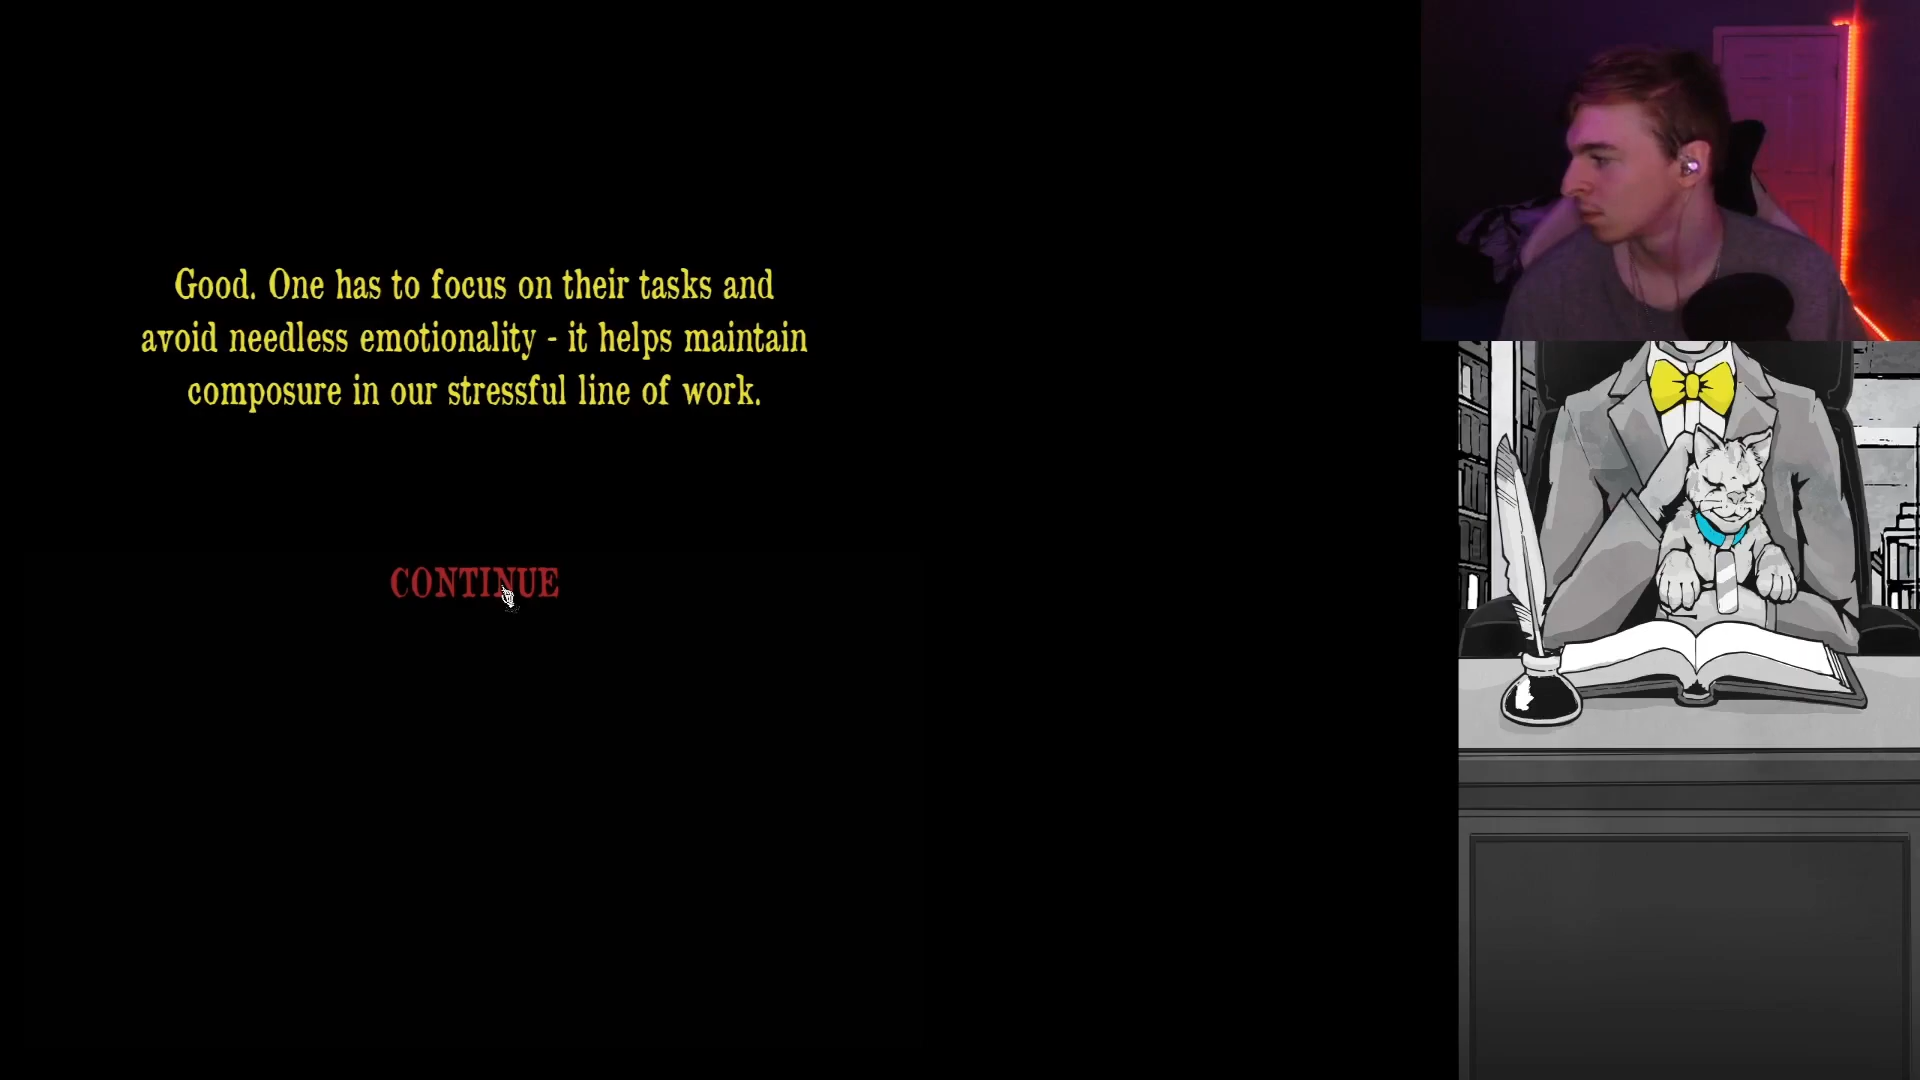 Good. One has to focus on their tasks and
avoid needless emotionality - it helps maintain
composure in our stressful line of work.
CONTINUE